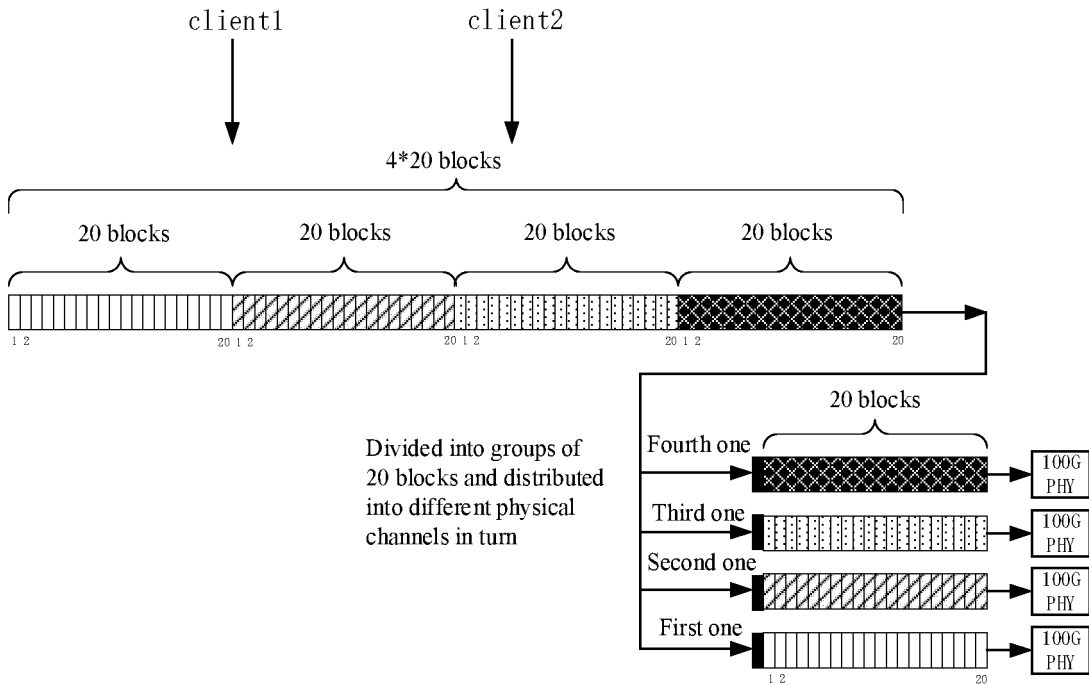 client1
client2
4*20 blocks
20 blocks
20 blocks
20 blocks
20 blocks
1 2
20 1 2
20 1 2
20 1 2
20
20 blocks
Divided into groups of
20 blocks and distributed
into different physical
channels in turn
Fourth one
100G
PHY
Third one
100G
PHY
Second one
100G
PHY
First one
100G
PHY
1 2
20